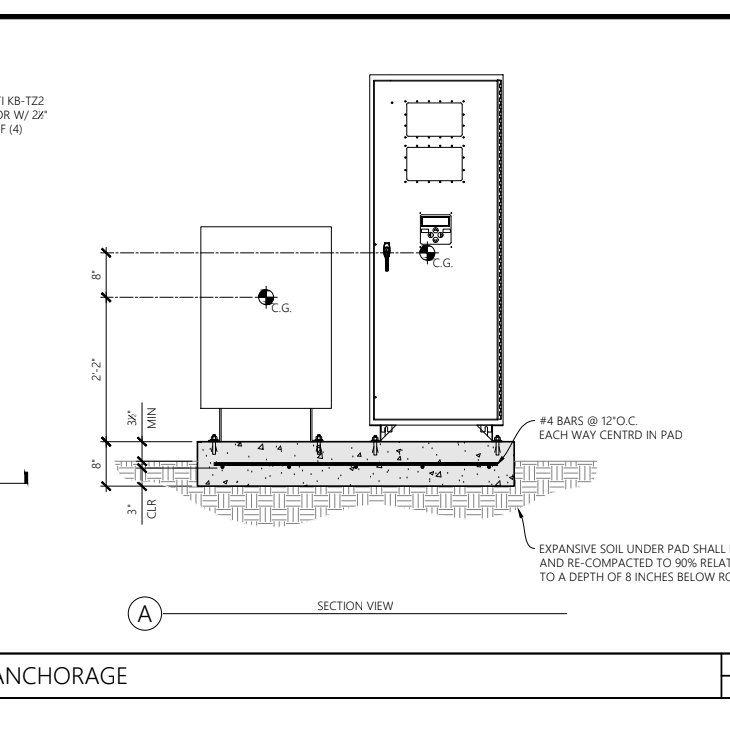 KB-TZ2
W/ 2½"
(4)
C.G.
C.G.
8"
2'-2"
3½"
MIN
8"
3"
CLR
#4 BARS @ 12"O.C.
EACH WAY CENTRD IN PAD
EXPANSIVE SOIL UNDER PAD SHALL
AND RE-COMPACTED TO 90% RELAT
TO A DEPTH OF 8 INCHES BELOW RO
A
SECTION VIEW
ANCHORAGE